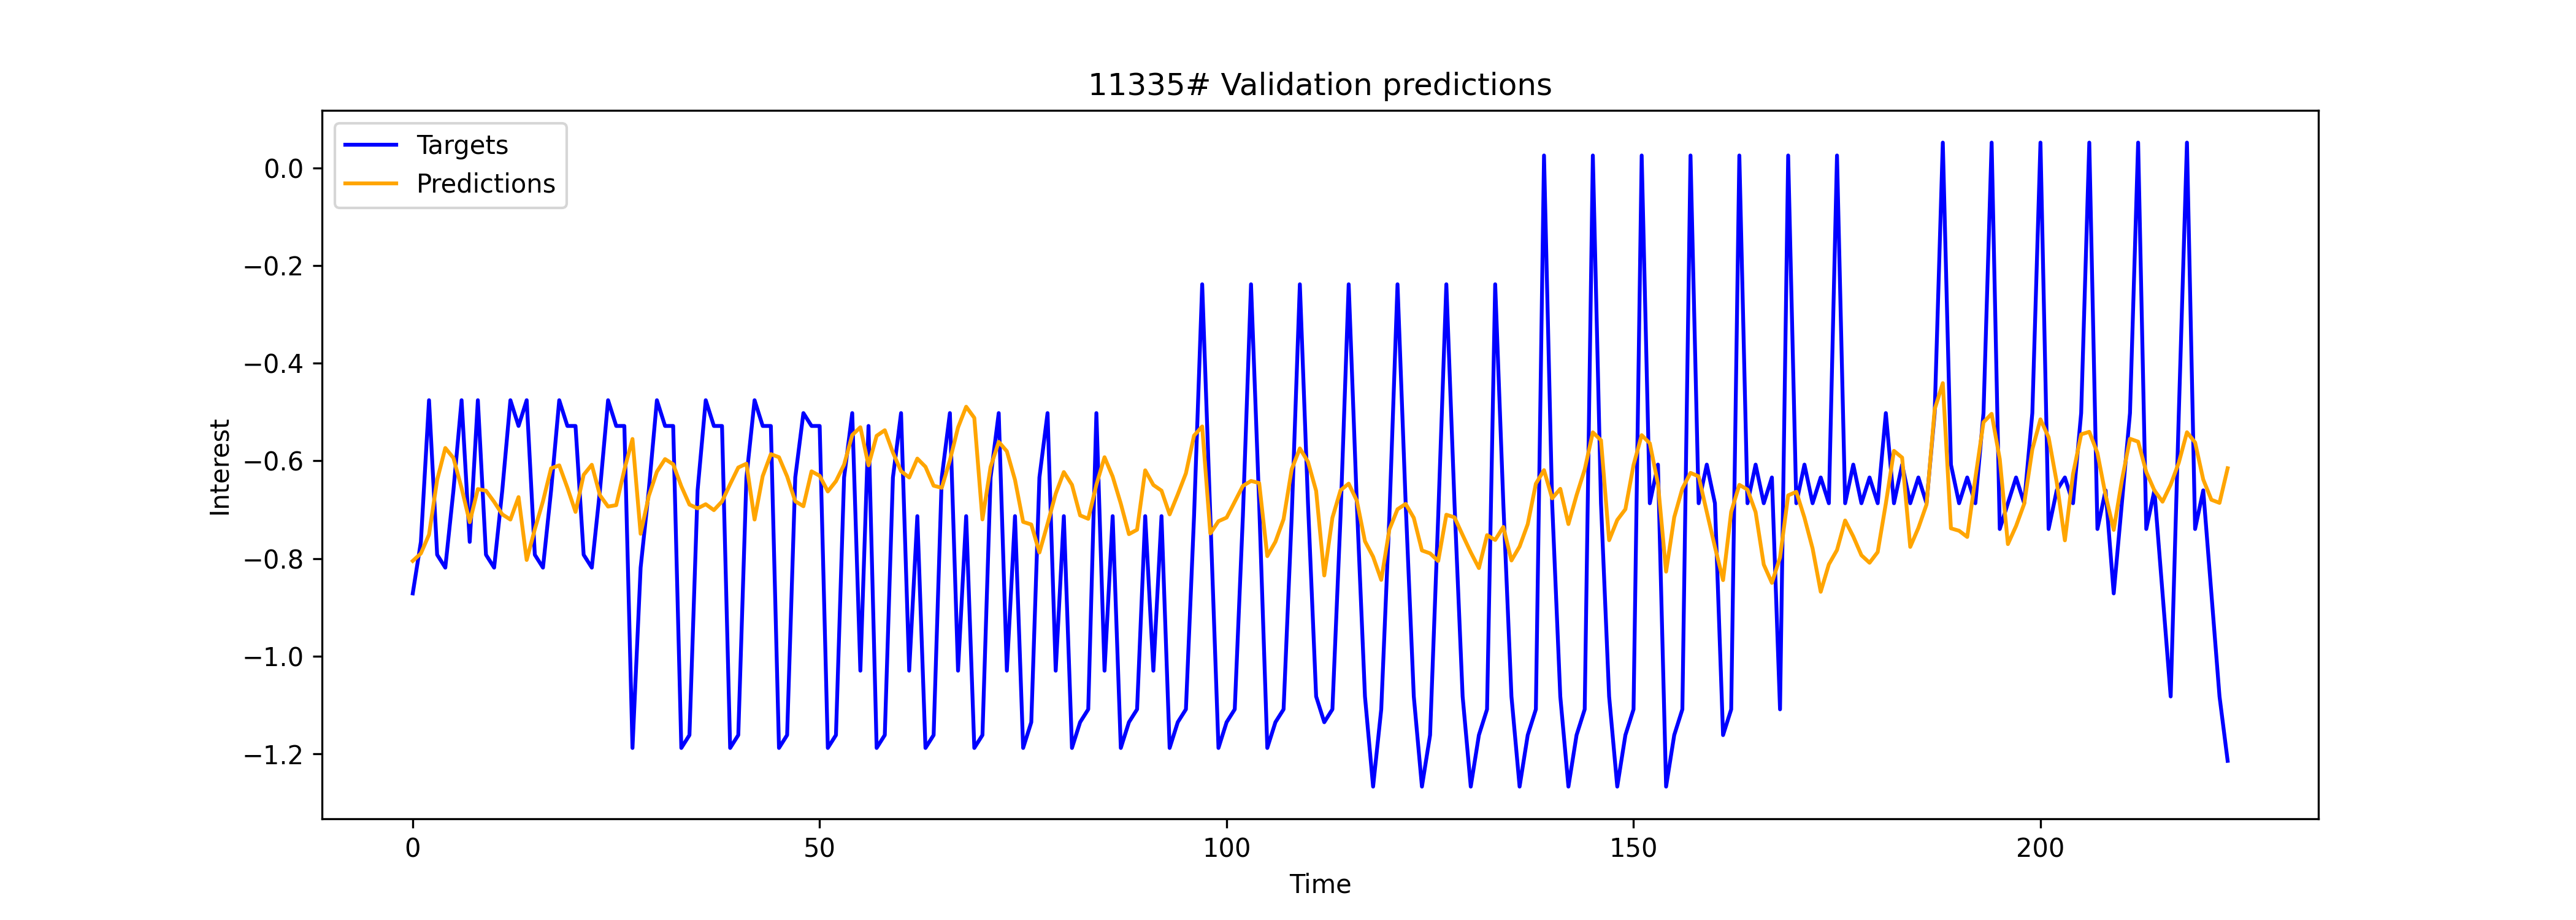 11335# Validation predictions
Targets
Predictions
Interest
0.0
−0.2
−0.4
−0.6
−0.8
−1.0
−1.2
0
50
100
150
200
Time